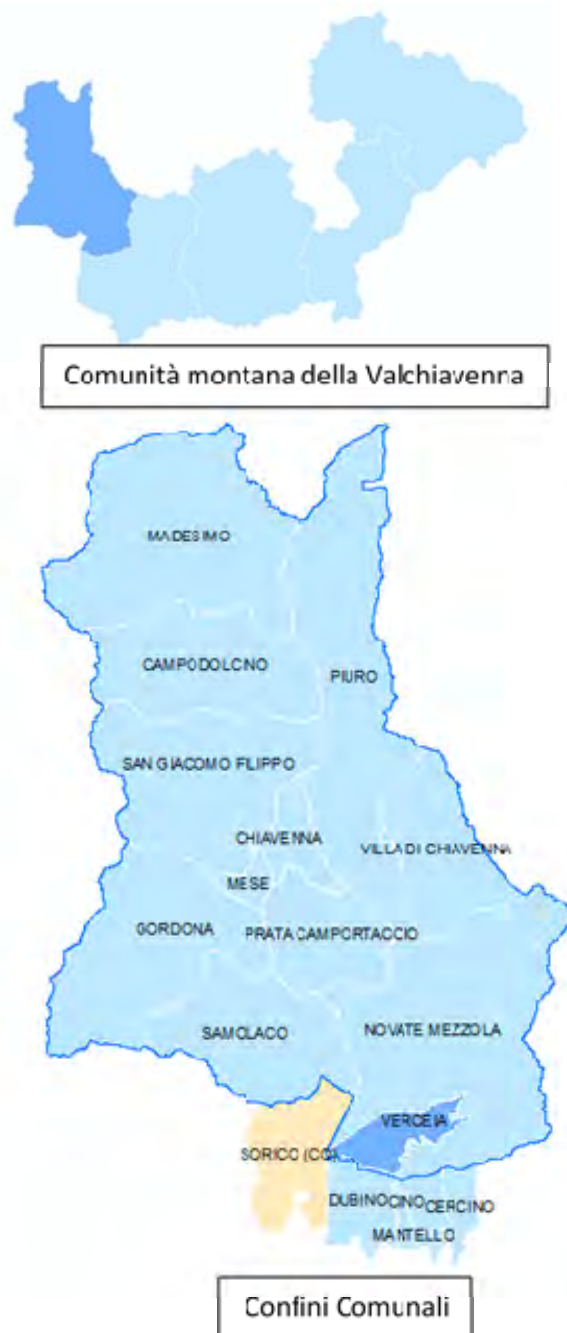 Comunità montana della Valchiavenna
MADESIMO
CAMPODOLCINO
PIURO
SAN GIACOMO FILIPPO
CHIAVENNA
VILLA DI CHIAVENNA
MESE
GORDONA
PRATA CAMPORTACCIO
SAMOLACO
NOVATE MEZZOLA
VERCEIA
SORICO (CO)
DUBINO
CINO
CERCINO
MANTELLO
Confini Comunali